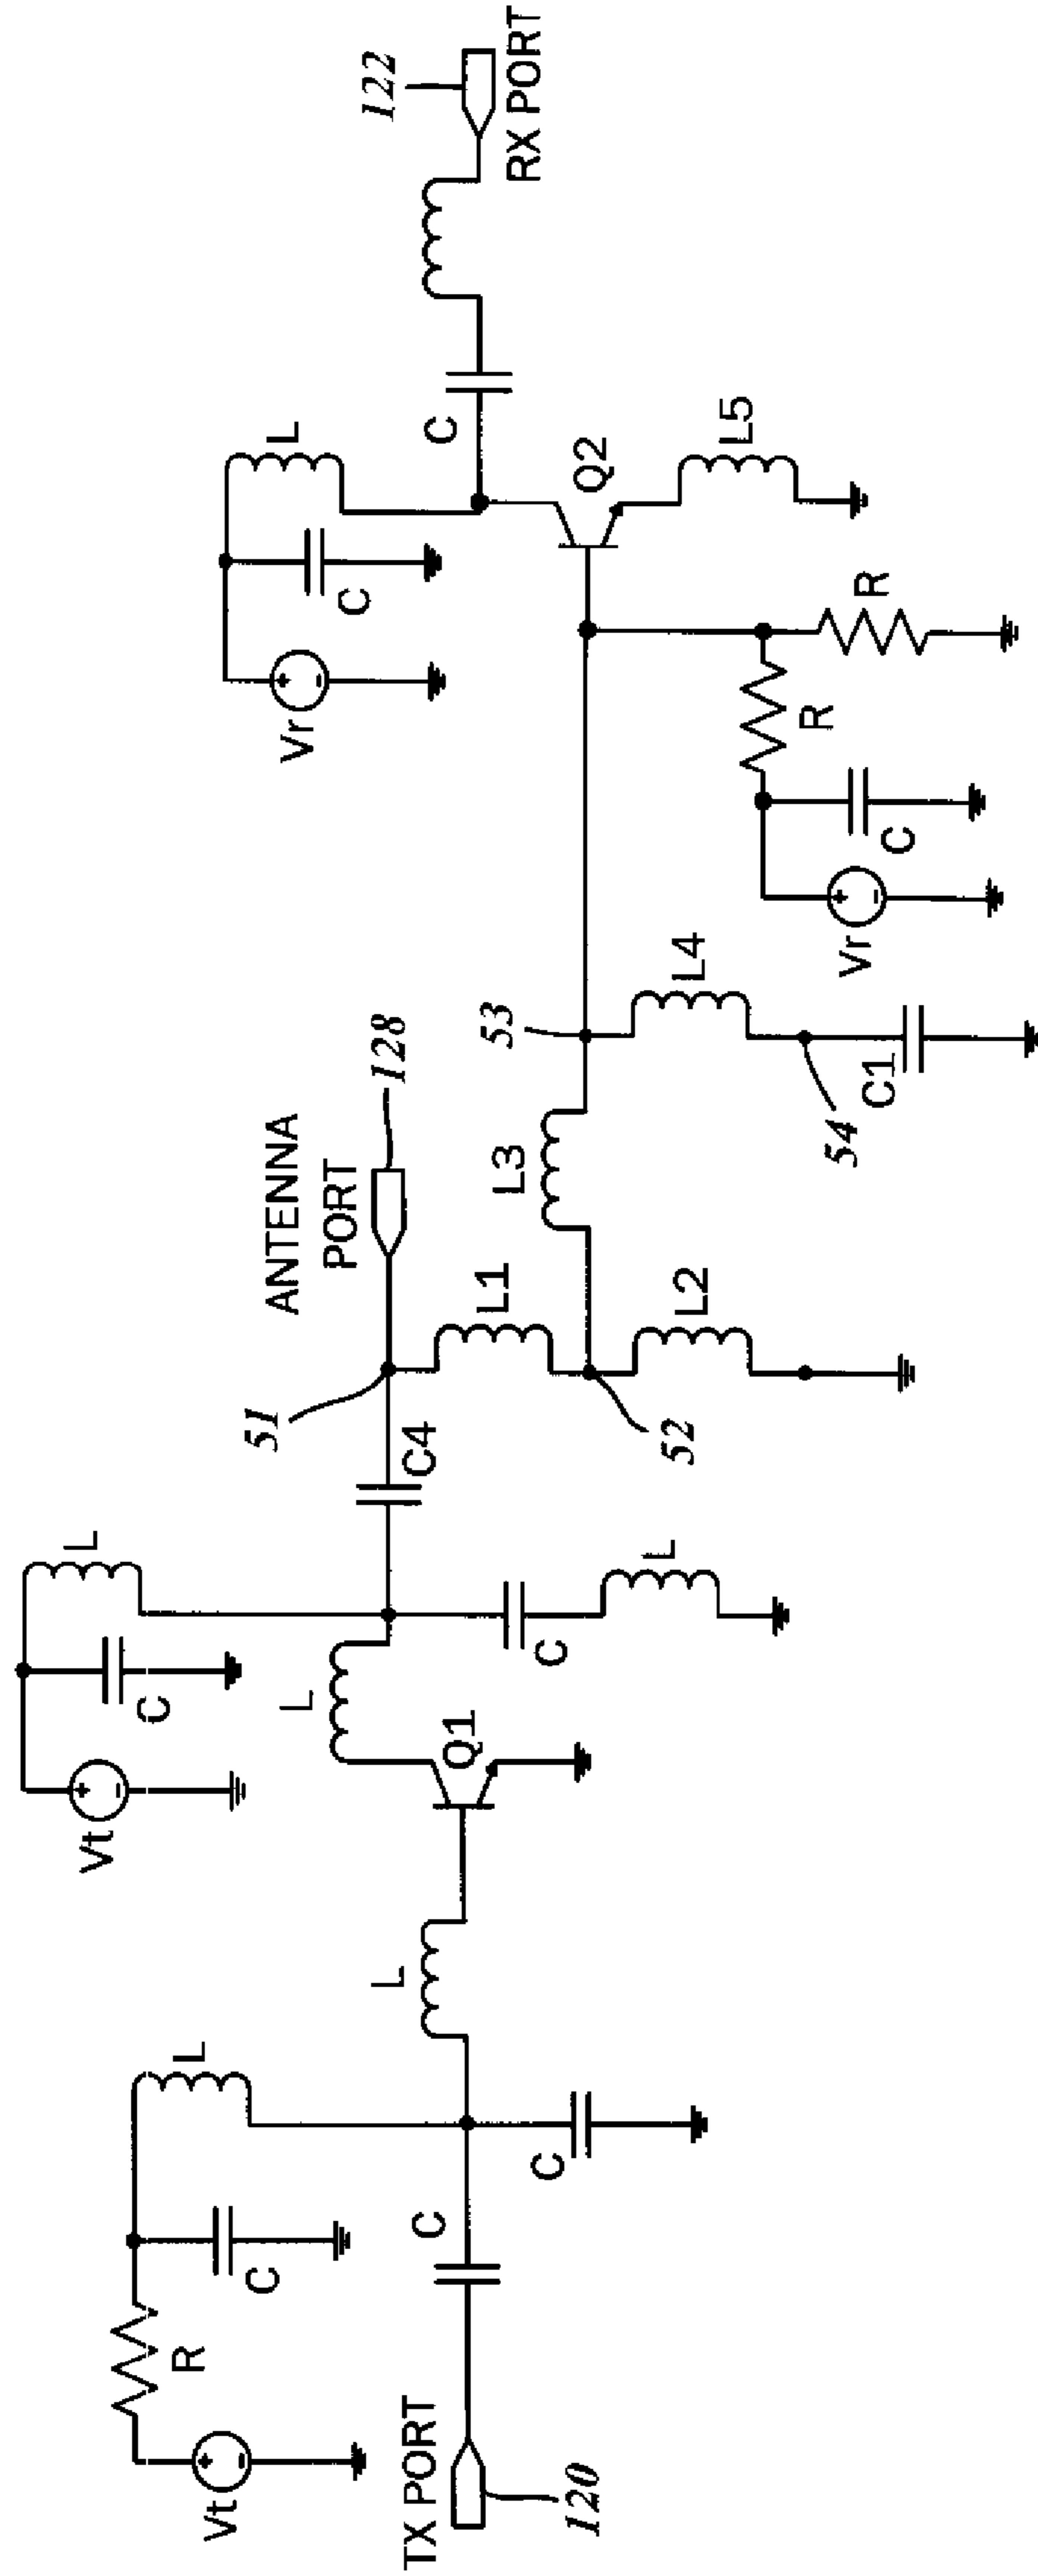 Vt
R
C
L
TX PORT
120
C
C
L
Vt
C
L
L
Q1
C
L
C4
51
ANTENNA
PORT
128
L1
52
L2
L3
53
L4
54
C1
Vr
C
R
R
Vr
C
L
Q2
L5
C
122
RX PORT